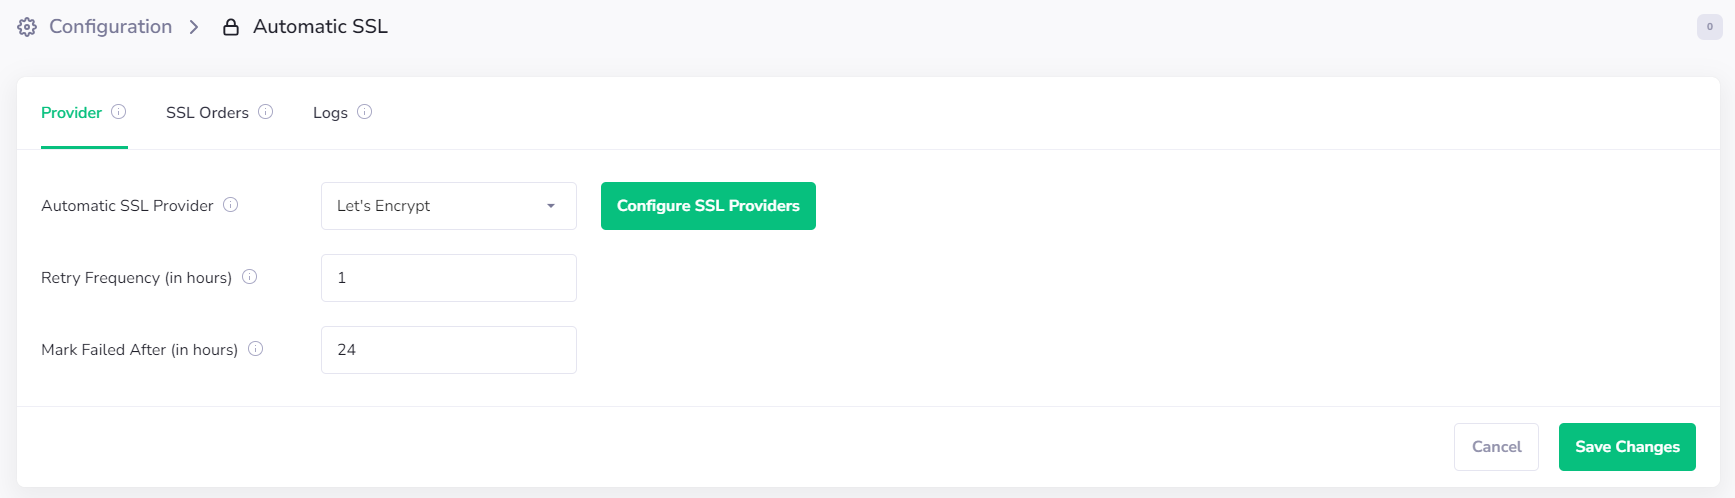 Configuration > Automatic SSL
0
Provider SSL Orders Logs
Automatic SSL Provider Let's Encrypt Configure SSL Providers
Retry Frequency (in hours) 1
Mark Failed After (in hours) 24
Cancel Save Changes